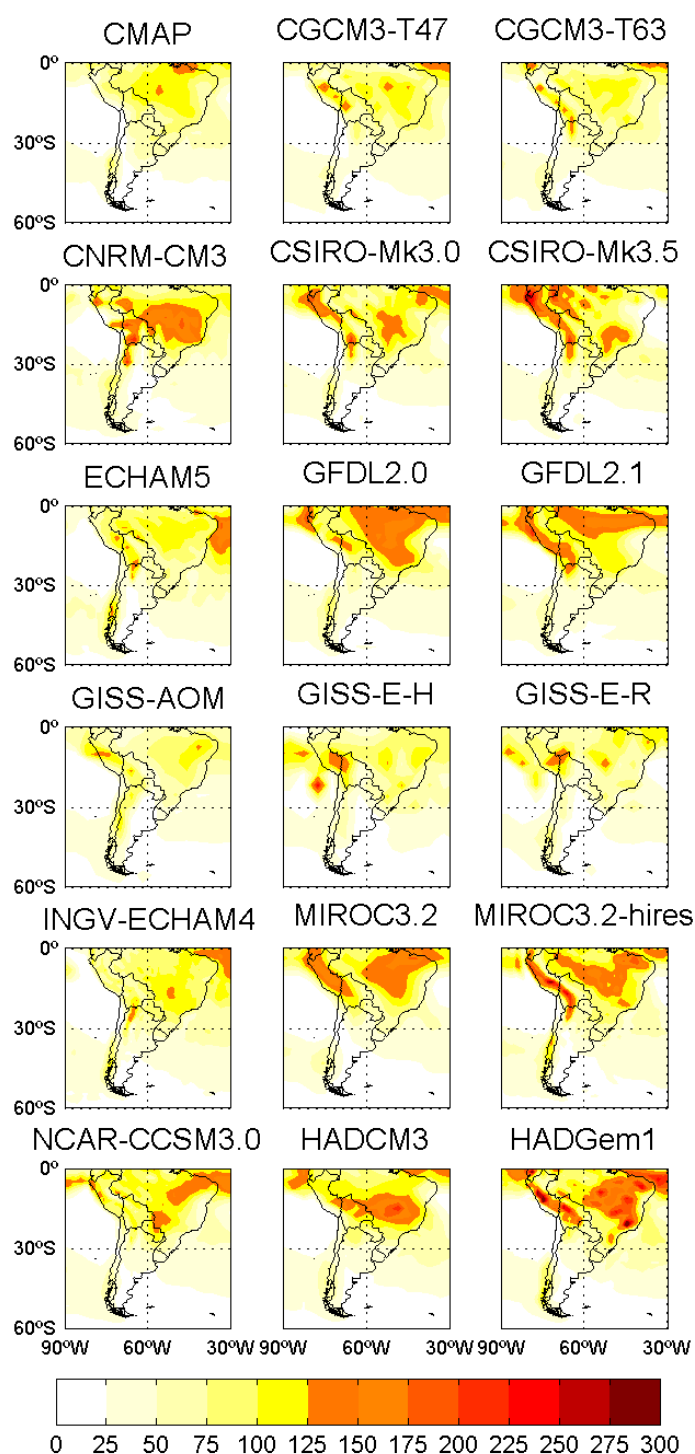 CMAP CGCM3-T47 CGCM3-T63
0º
30ºS
60ºS
CNRM-CM3 CSIRO-Mk3.0 CSIRO-Mk3.5
0º
30ºS
60ºS
ECHAM5 GFDL2.0 GFDL2.1
0º
30ºS
60ºS
GISS-AOM GISS-E-H GISS-E-R
0º
30ºS
60ºS
INGV-ECHAM4 MIROC3.2 MIROC3.2-hires
0º
30ºS
60ºS
NCAR-CCSM3.0 HADCM3 HADGem1
0º
30ºS
60ºS
90ºW 60ºW 30ºW 90ºW 60ºW 30ºW 90ºW 60ºW 30ºW
0 25 50 75 100 125 150 175 200 225 250 275 300